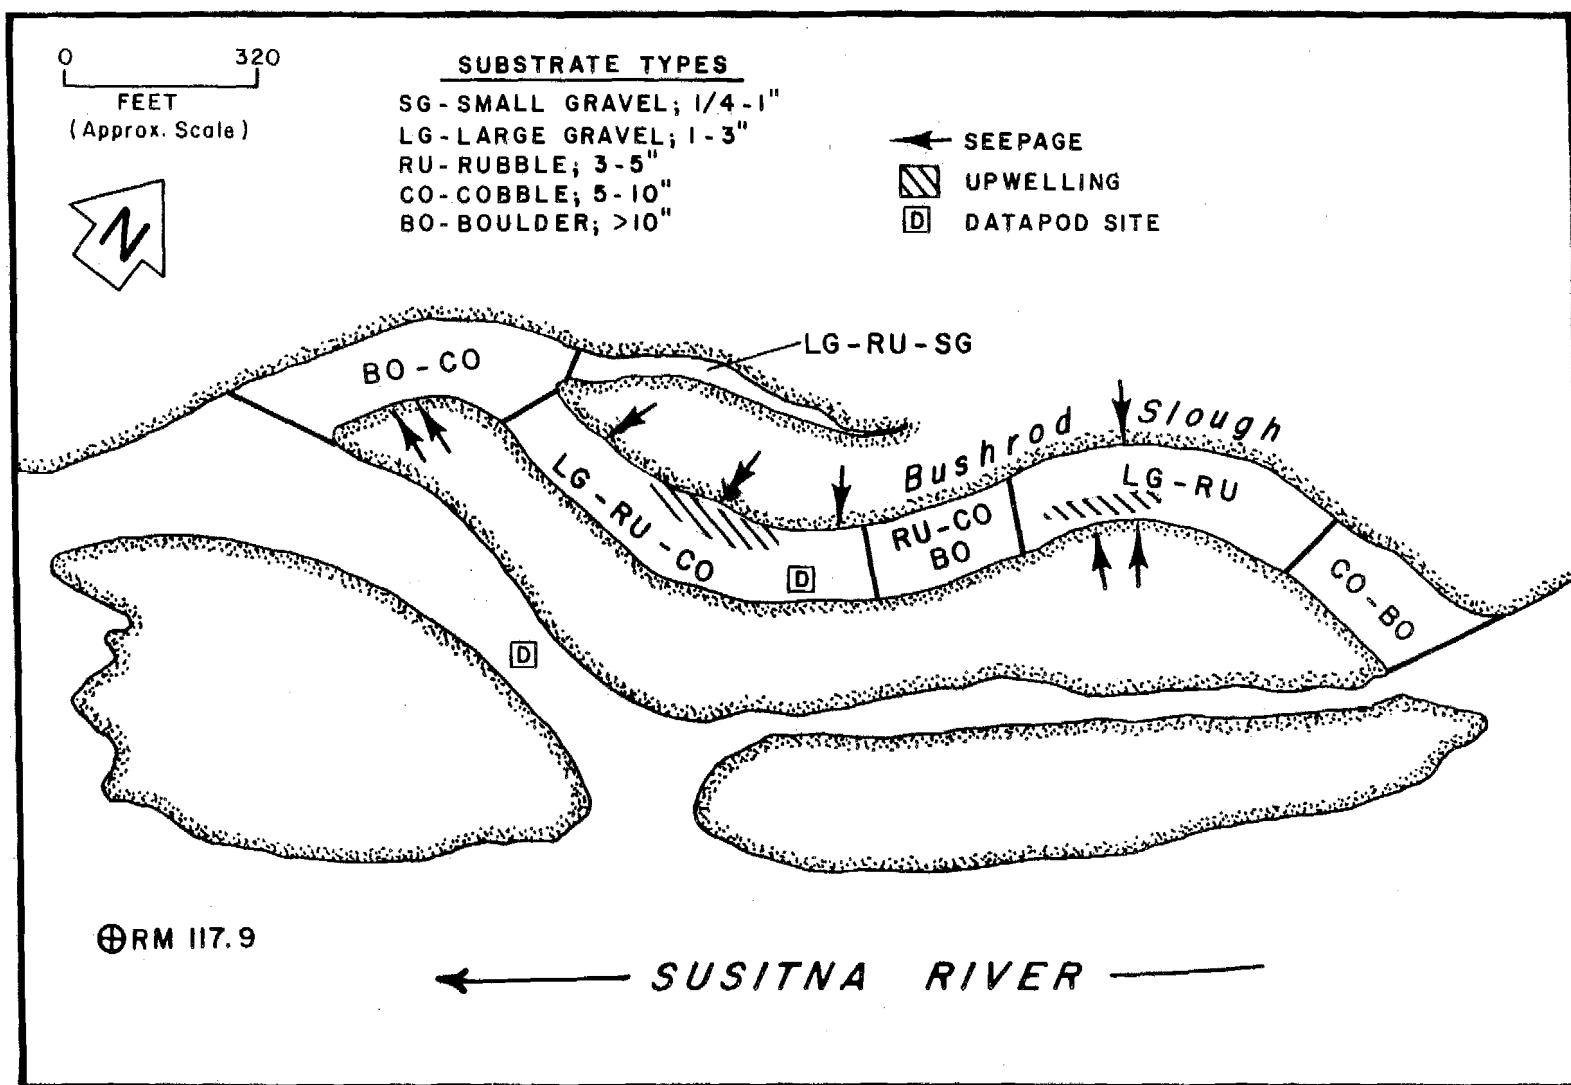 0 320
FEET
(Approx. Scale)
N
SUBSTRATE TYPES
SG-SMALL GRAVEL; 1/4-1"
LG-LARGE GRAVEL; 1-3"
RU-RUBBLE; 3-5"
CO-COBBLE; 5-10"
BO-BOULDER; >10"
SEEPAGE
UPWELLING
D DATAPOD SITE
LG-RU-SG
BO-CO
Bushrod Slough
LG-RU
LG-RU-CO
RU-CO
BO
D
CO-BO
D
RM 117.9
SUSITNA RIVER